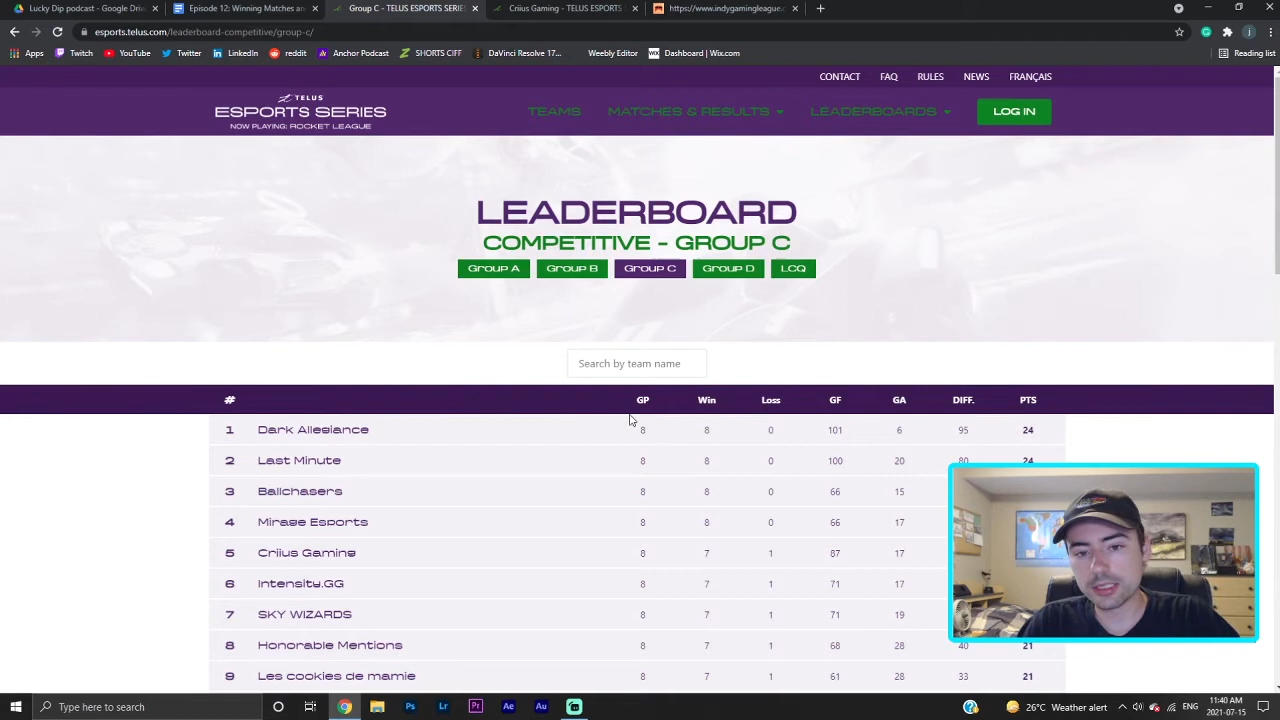 Lucky Dip podcast - Google Driv
Episode 12: Winning Matches an
Group C - TELUS ESPORTS SERIES
Criius Gaming - TELUS ESPORTS S
https://www.indygamingleague.c
esports.telus.com/leaderboard-competitive/group-c/
Apps Twitch YouTube Twitter LinkedIn reddit Anchor Podcast SHORTS CIFF DaVinci Resolve 17... Weekly Editor Dashboard | Wix.com Reading list
CONTACT FAQ RULES NEWS FRANÇAIS
TELUS
ESPORTS SERIES
NOW PLAYING: ROCKET LEAGUE
TEAMS MATCHES & RESULTS LEADERBOARDS LOG IN
LEADERBOARD
COMPETITIVE - GROUP C
Group A Group B Group C Group D LCQ
Search by team name
# GP Win Loss GF GA DIFF. PTS
1 Dark Allegiance 8 8 0 101 6 95 24
2 Last Minute 8 8 0 100 20 80 24
3 Ballchasers 8 8 0 66 15
4 Mirage Esports 8 8 0 66 17
5 Criius Gaming 8 7 1 87 17
6 Intensity.GG 8 7 1 71 17
7 SKY WIZARDS 8 7 1 71 19
8 Honorable Mentions 8 7 1 68 28 40 21
9 Les cookies de mamie 8 7 1 61 28 33 21
Type here to search
26°C Weather alert
11:40 AM
2021-07-15